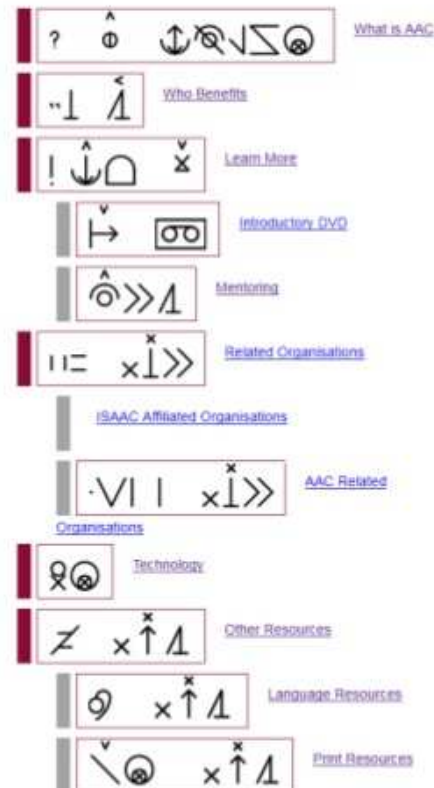 What is AAC
Who Benefits
Learn More
Introductory DVD
Mentoring
Related Organisations
ISAAC Affiliated Organisations
AAC Related
Organisations
Technology
Other Resources
Language Resources
Print Resources